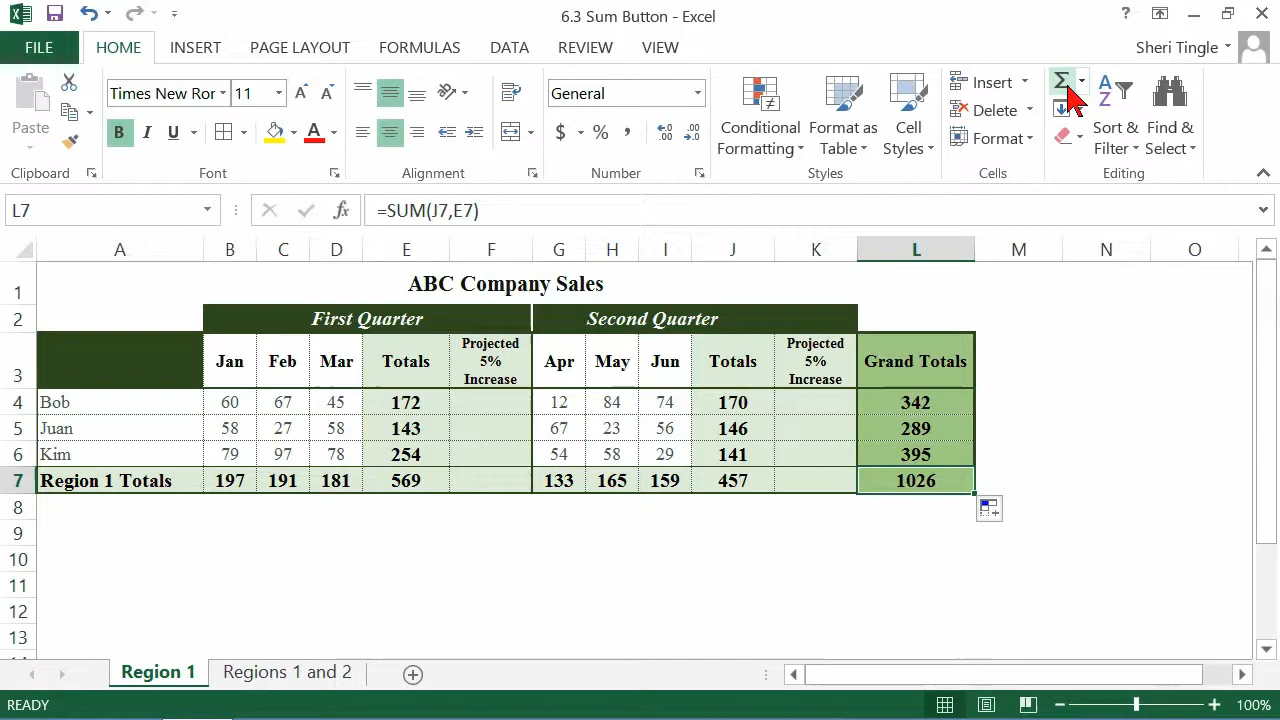 6.3 Sum Button - Excel
?
FILE HOME INSERT PAGE LAYOUT FORMULAS DATA REVIEW VIEW Sheri Tingle
Times New Ror 11 General Insert
Paste B I U A $ % , Conditional Formatting Format as Table Cell Styles Delete Format Sort & Filter Find & Select
Clipboard Font Alignment Number Styles Cells Editing
L7 fx =SUM(J7,E7)
A B C D E F G H I J K L M N O
1 ABC Company Sales
2 First Quarter Second Quarter
3 Jan Feb Mar Totals Projected 5% Increase Apr May Jun Totals Projected 5% Increase Grand Totals
4 Bob 60 67 45 172 12 84 74 170 342
5 Juan 58 27 58 143 67 23 56 146 289
6 Kim 79 97 78 254 54 58 29 141 395
7 Region 1 Totals 197 191 181 569 133 165 159 457 1026
8
9
10
11
12
13
Region 1 Regions 1 and 2
READY 100%